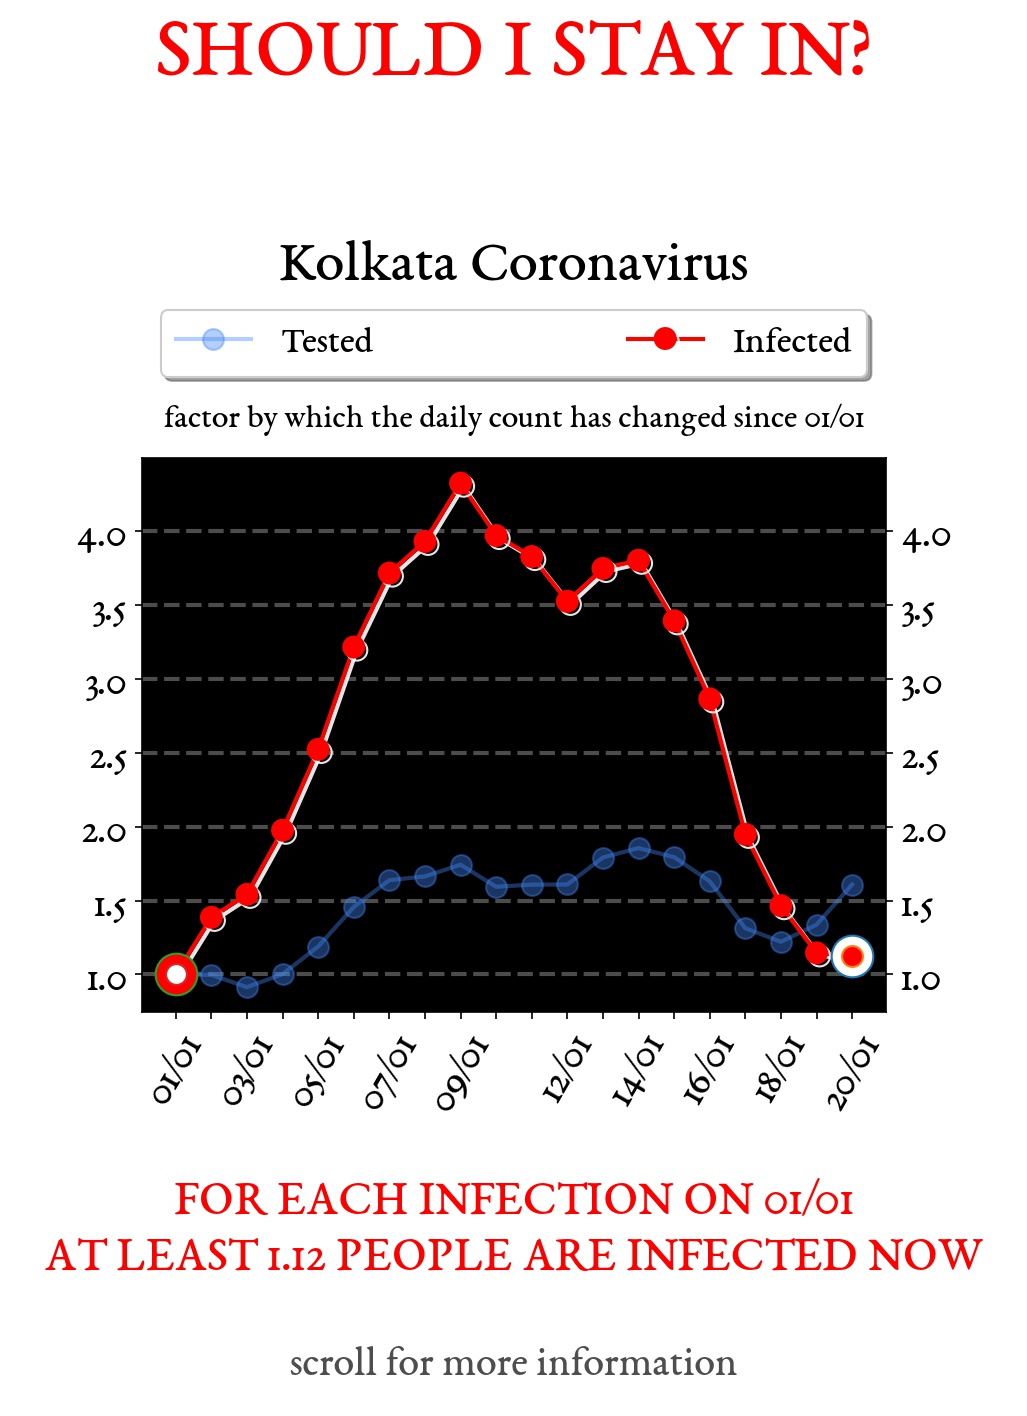 SHOULD I STAY IN?
Kolkata Coronavirus
Tested Infected
factor by which the daily count has changed since 01/01
4.0 4.0
3.5 3.5
3.0 3.0
2.5 2.5
2.0 2.0
1.5 1.5
1.0 1.0
01/01 03/01 05/01 07/01 09/01 12/01 14/01 16/01 18/01 20/01
FOR EACH INFECTION ON 01/01
AT LEAST 1.12 PEOPLE ARE INFECTED NOW
scroll for more information